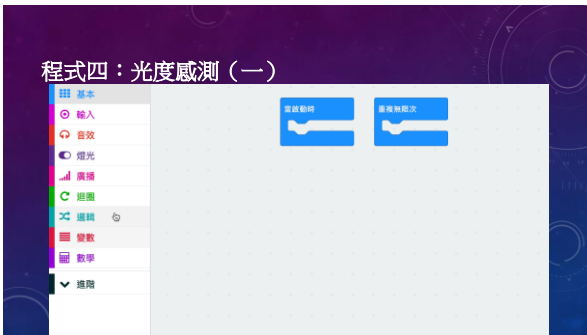 程式四：光度感測（一）
基本
輸入
音效
燈光
廣播
迴圈
邏輯
變數
數學
進階
當啟動時
重複無限次